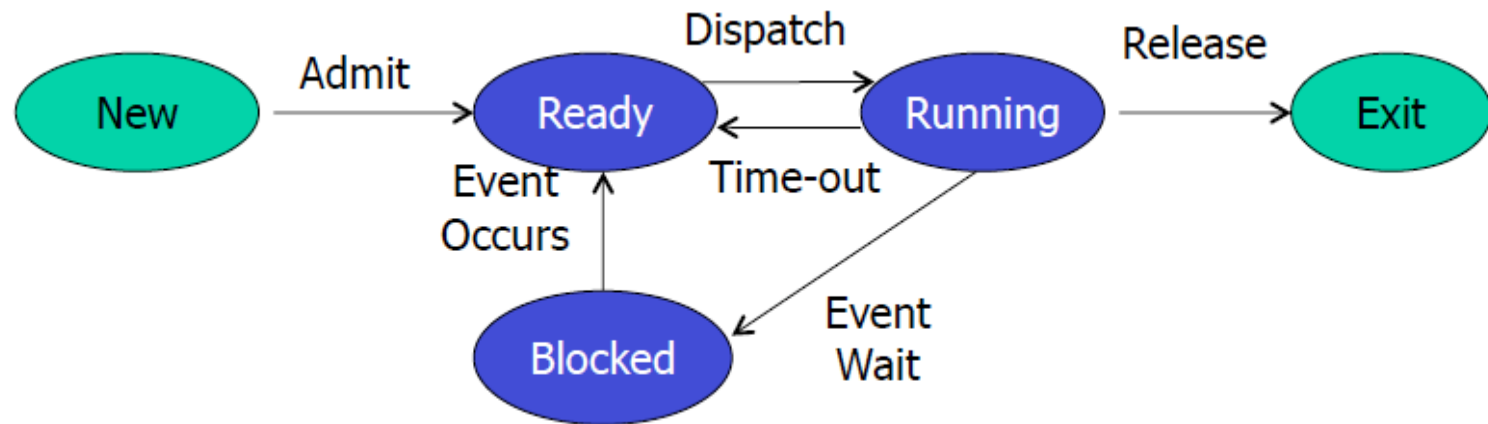 Dispatch
Release
Admit
New
Ready
Running
Exit
Time-out
Event
Occurs
Event
Wait
Blocked